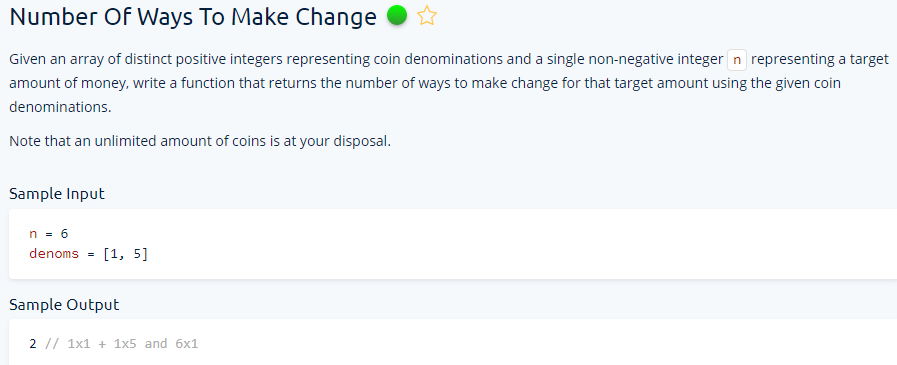 Number Of Ways To Make Change
Given an array of distinct positive integers representing coin denominations and a single non-negative integer n representing a target
amount of money, write a function that returns the number of ways to make change for that target amount using the given coin
denominations.
Note that an unlimited amount of coins is at your disposal.
Sample Input
n = 6
denoms = [1, 5]
Sample Output
2 // 1x1 + 1x5 and 6x1